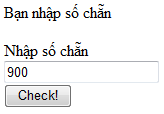 Bạn nhập số chẵn
Nhập số chẵn
900
Check!